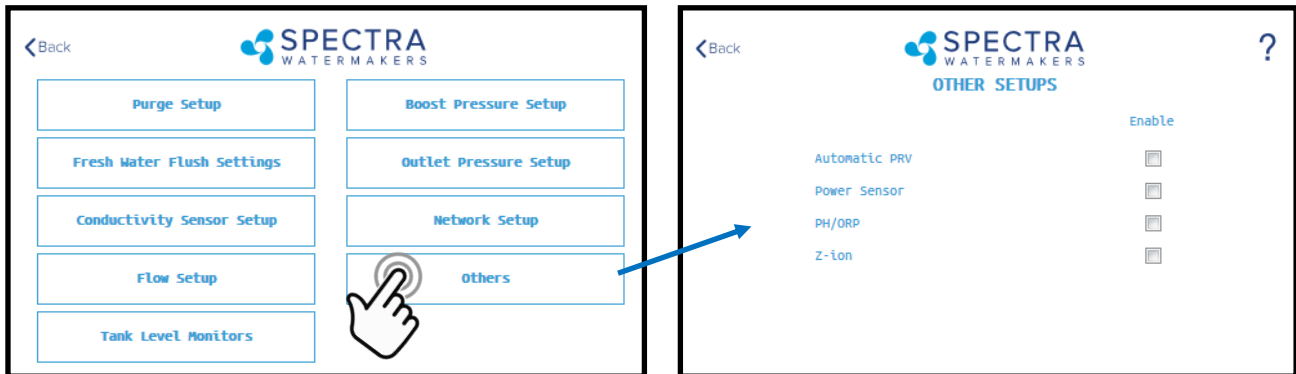 Back
SPECTRA
WATERMAKERS
Purge Setup
Boost Pressure Setup
Fresh Water Flush Settings
Outlet Pressure Setup
Conductivity Sensor Setup
Network Setup
Flow Setup
Others
Tank Level Monitors
Back
SPECTRA
WATERMAKERS
?
OTHER SETUPS
Enable
Automatic PRV
Power Sensor
PH/ORP
Z-ion